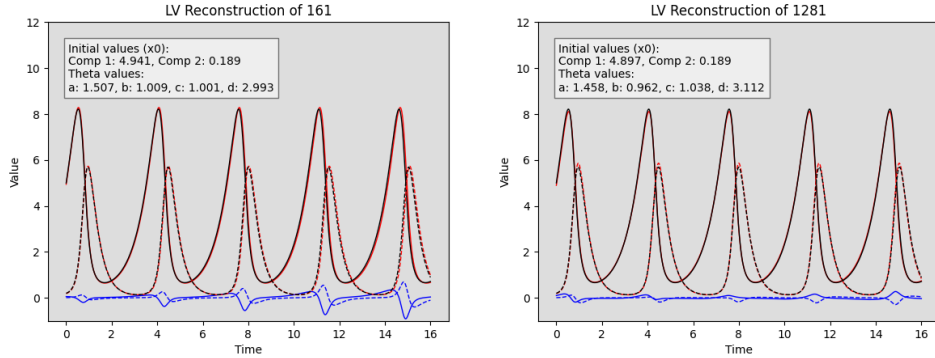 LV Reconstruction of 161
12
10
8
6
4
2
0
Value
Initial values (x0):
Comp 1: 4.941, Comp 2: 0.189
Theta values:
a: 1.507, b: 1.009, c: 1.001, d: 2.993
0 2 4 6 8 10 12 14 16
Time
LV Reconstruction of 1281
12
10
8
6
4
2
0
Value
Initial values (x0):
Comp 1: 4.897, Comp 2: 0.189
Theta values:
a: 1.458, b: 0.962, c: 1.038, d: 3.112
0 2 4 6 8 10 12 14 16
Time